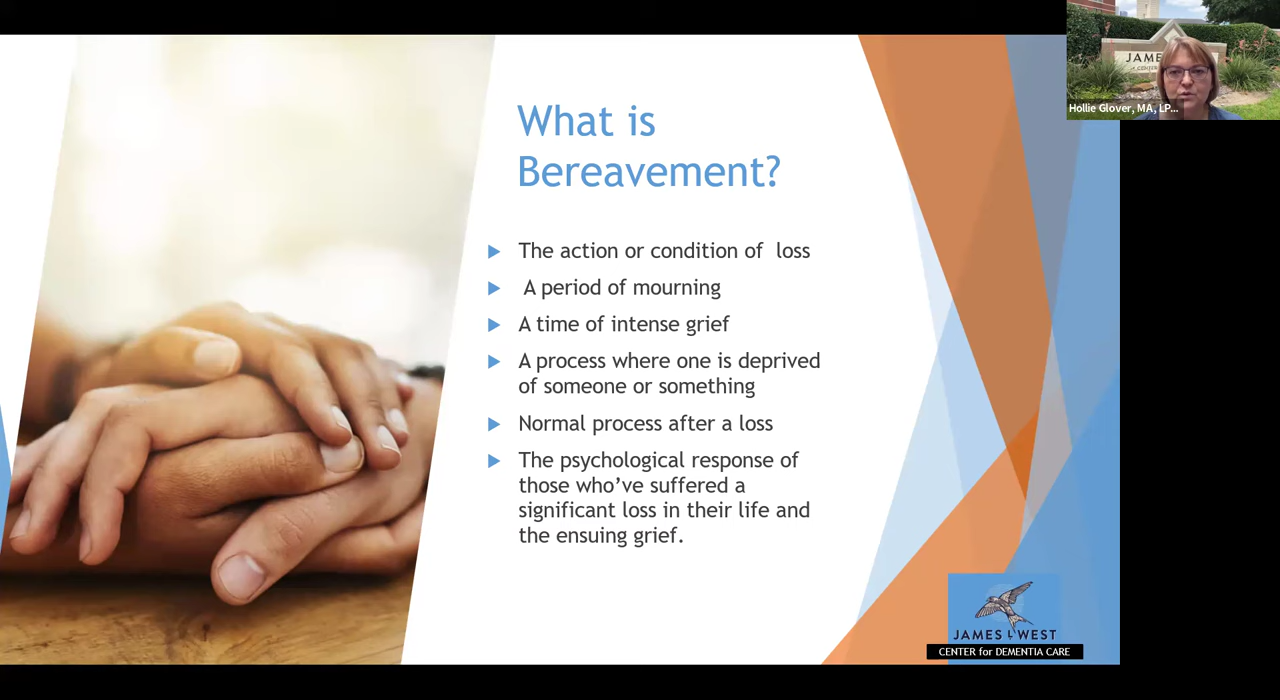 What is
Bereavement?
The action or condition of  loss
A period of mourning
A time of intense grief
A process where one is deprived
of someone or something
Normal process after a loss
The psychological response of
those who’ve suffered a
significant loss in their life and
the ensuing grief.
JAMES L WEST
CENTER for DEMENTIA CARE
JAME
Hollie Glover, MA, LP...